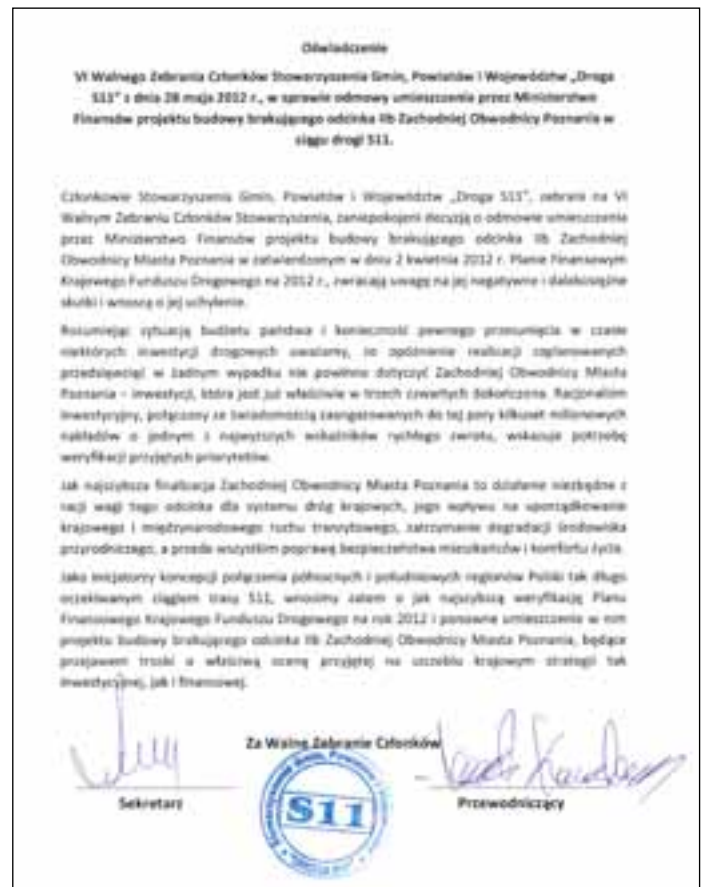 Oświadczenie
VI Walnego Zebrania Członków Stowarzyszenia Gmin, Powiatów i Województw „Droga
S11” z dnia 28 maja 2012 r., w sprawie odmowy umieszczenia przez Ministerstwo
Finansów projektu budowy brakującego odcinka IIb Zachodniej Obwodnicy Poznania w
ciągu drogi S11.
Członkowie Stowarzyszenia Gmin, Powiatów i Województw „Droga S11”, zebrani na VI
Walnym Zebraniu Członków Stowarzyszenia, zaniepokojeni decyzją o odmowie umieszczenia
przez Ministerstwo Finansów projektu budowy brakującego odcinka IIb Zachodniej
Obwodnicy Miasta Poznania w zatwierdzonym w dniu 2 kwietnia 2012 r. Planie Finansowym
Krajowego Funduszu Drogowego na 2012 r., zwracają uwagę na jej negatywne i dalekosiężne
skutki i wnoszą o jej uchylenie.
Rozumiejąc sytuację budżetu państwa i konieczność pewnego przesunięcia w czasie
niektórych inwestycji drogowych uważamy, że opóźnienie realizacji zaplanowanych
przedsięwzięć w żadnym wypadku nie powinno dotyczyć Zachodniej Obwodnicy Miasta
Poznania – inwestycji, która jest już właściwie w trzech czwartych dokończona. Racjonalizm
inwestycyjny, połączony ze świadomością zaangażowanych do tej pory kilkuset milionowych
nakładów o jednym z najwyższych wskaźników rychłego zwrotu, wskazuje potrzebę
weryfikacji przyjętych priorytetów.
Jak najszybsza finalizacja Zachodniej Obwodnicy Miasta Poznania to działanie niezbędne z
racji wagi tego odcinka dla systemu dróg krajowych, jego wpływu na uporządkowanie
krajowego i międzynarodowego ruchu tranzytowego, zatrzymanie degradacji środowiska
przyrodniczego, a przede wszystkim poprawę bezpieczeństwa mieszkańców i komfortu życia.
Jako inicjatorzy koncepcji połączenia północnych i południowych regionów Polski tak długo
oczekiwanym ciągiem trasy S11, wnosimy zatem o jak najszybszą weryfikację Planu
Finansowego Krajowego Funduszu Drogowego na rok 2012 i ponowne umieszczenie w nim
projektu budowy brakującego odcinka IIb Zachodniej Obwodnicy Miasta Poznania, będące
przejawem troski o właściwą ocenę przyjętej na szczeblu krajowym strategii tak
inwestycyjnej, jak i finansowej.
Za Walne Zebranie Członków
Sekretarz
Przewodniczący
S11